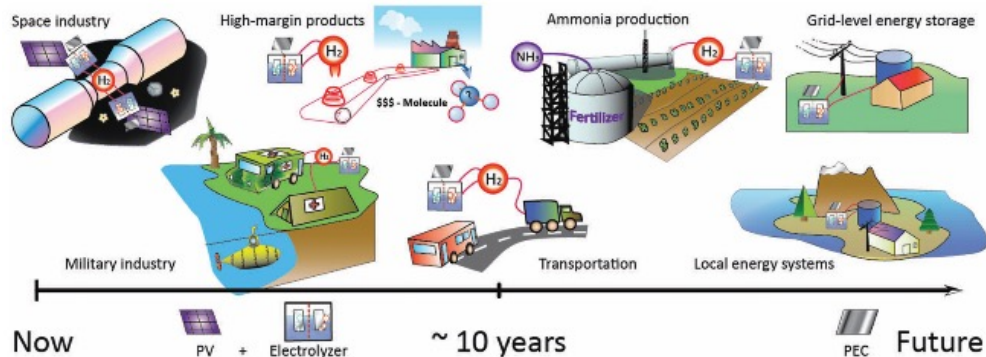 Space industry
High-margin products
Ammonia production
Grid-level energy storage
H₂
H₂
NH₃
H₂
$$$ - Molecule
Fertilizer
H₂
H₂
Military industry
Transportation
Local energy systems
Now
PV + Electrolyzer
~ 10 years
PEC
Future